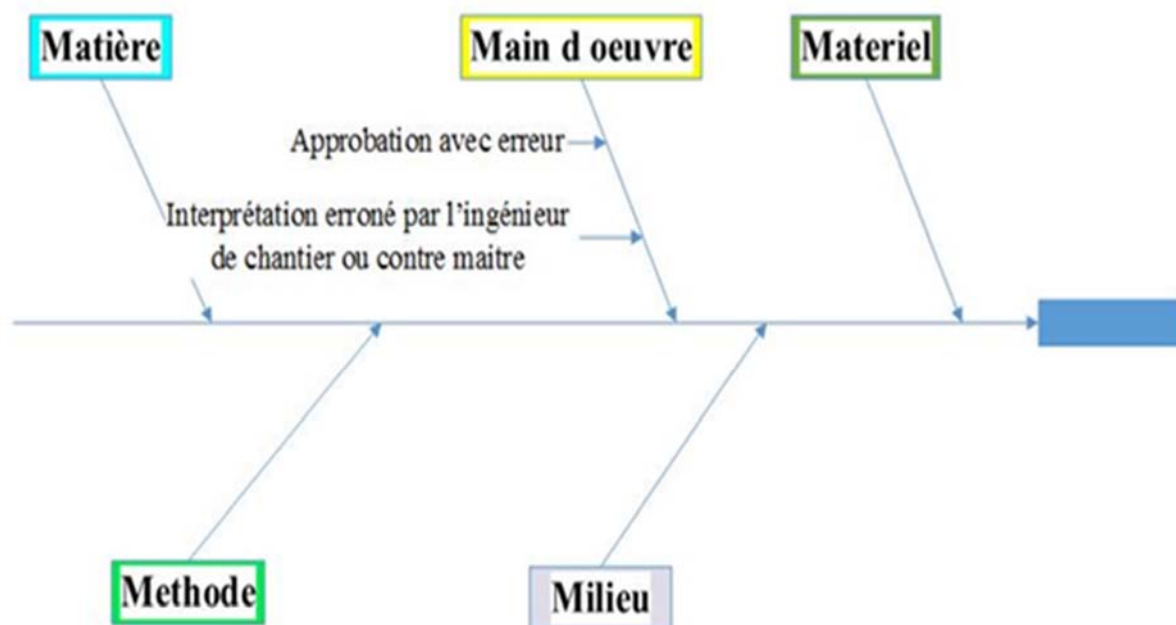 Matière
Main d oeuvre
Materiel
Approbation avec erreur
Interprétation erroné par l'ingénieur
de chantier ou contre maitre
Methode
Milieu